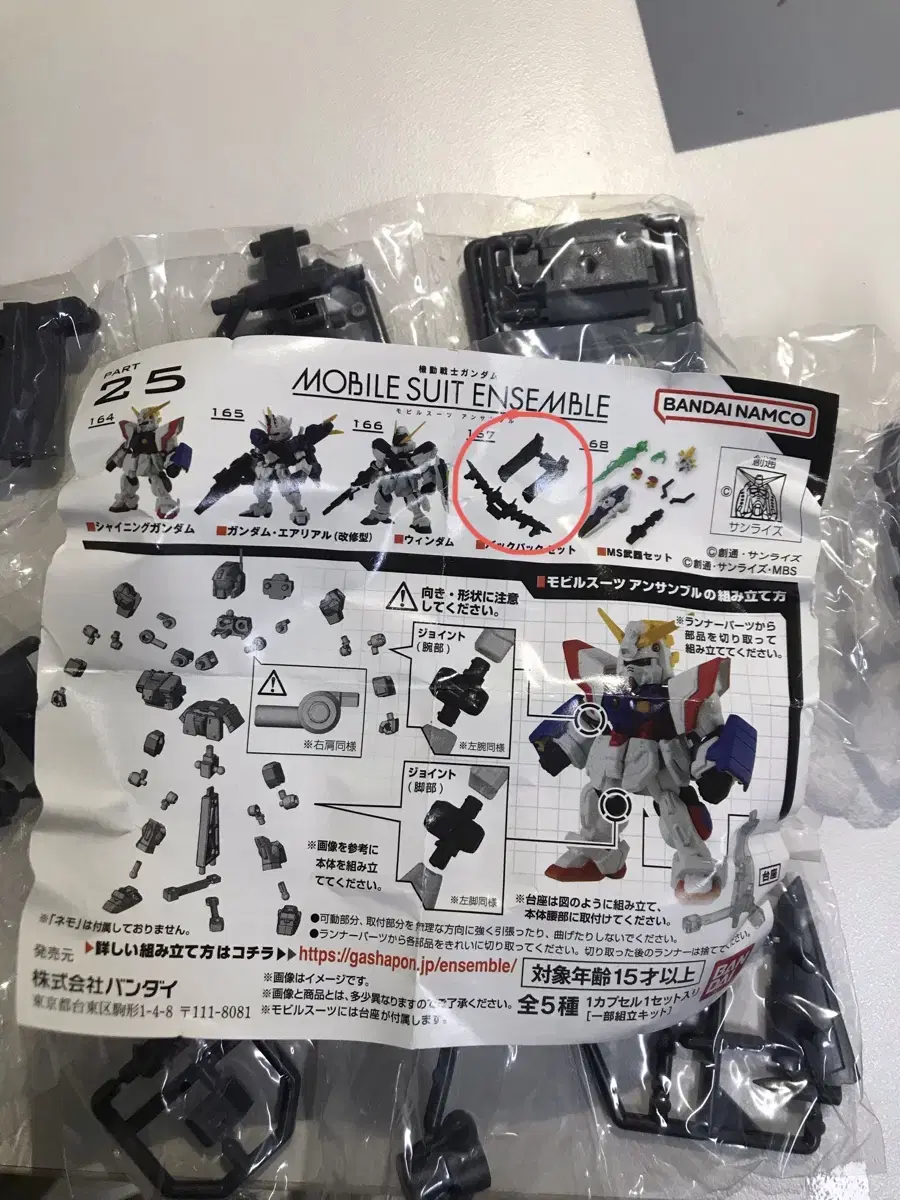 PART
25
機動戦士ガンダム
MOBILE SUIT ENSEMBLE
モビルスーツ アンサンブル
BANDAI NAMCO
164
165
166
167
68
創通
©
サンライズ
■シャイニングガンダム
■ガンダム・エアリアル(改修型)
■ウィンダム
バックパックセット
■MS武器セット
©創通・サンライズ
©創通・サンライズ・MBS
モビルスーツ アンサンブルの組み立て方
向き・形状に注意
してください。
※ランナーパーツから
部品を切り取って
組み立ててください。
ジョイント
(腕部)
※左腕同様
※右肩同様
ジョイント
(脚部)
※左脚同様
※画像を参考に
本体を組み立
ててください。
台座
※台座は図のように組み立て、
本体腰部に取付けてください。
※「ネモ」は付属しておりません。
●可動部分、取付部分を無理な方向に強く引張ったり、曲げたりしないでください。
●ランナーパーツから各部品をきれいに切り取ってください。切り取った後のランナーは捨ててください。
発売元
▶詳しい組み立て方はコチラ▶▶https://gashapon.jp/ensemble/
株式会社バンダイ
東京都台東区駒形1-4-8 〒111-8081
※画像はイメージです。
※画像と商品とは、多少異なりますのでご了承ください。
※モビルスーツには台座が付属します。
対象年齢15才以上
全5種
1カプセル1セット入り
[一部組立キット]
BAN
DAI